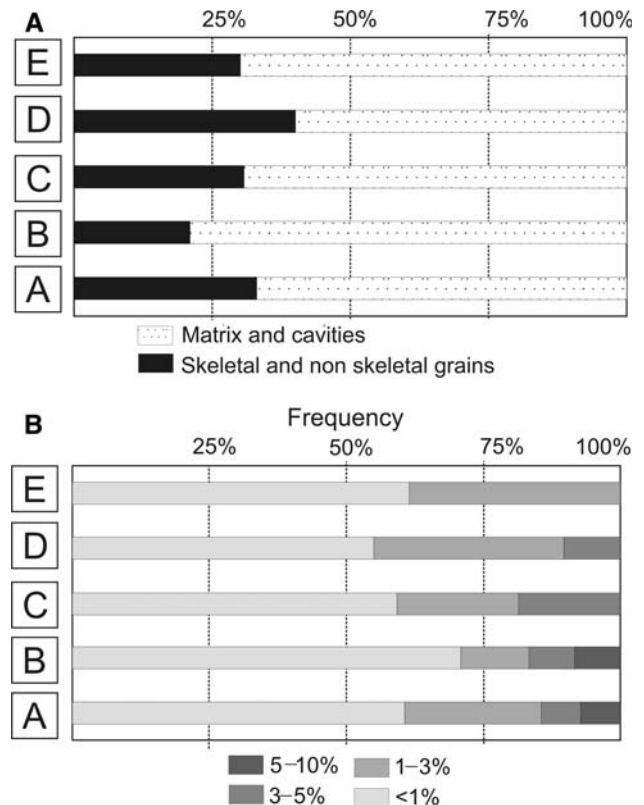 A
25% 50% 75% 100%
E
D
C
B
A
Matrix and cavities
Skeletal and non skeletal grains
B
Frequency
25% 50% 75% 100%
E
D
C
B
A
5–10% 1–3%
3–5% <1%